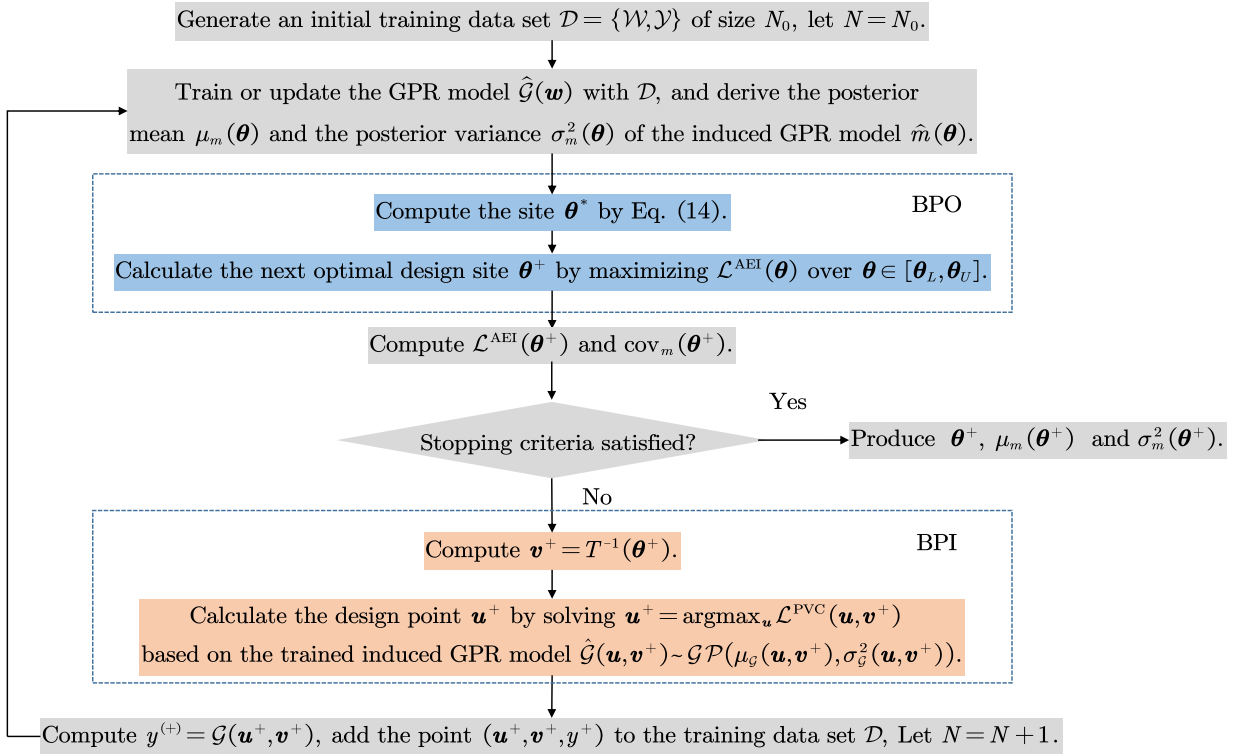 Generate an initial training data set 𝒟 = {𝒲,𝒴} of size N₀, let N = N₀.
Train or update the GPR model 𝒢̂(𝒘) with 𝒟, and derive the posterior
mean μₘ(𝜽) and the posterior variance σ²ₘ(𝜽) of the induced GPR model m̂(𝜽).
BPO
Compute the site 𝜽* by Eq. (14).
Calculate the next optimal design site 𝜽⁺ by maximizing ℒ^AEI(𝜽) over 𝜽 ∈ [𝜽_L,𝜽_U].
Compute ℒ^AEI(𝜽⁺) and covₘ(𝜽⁺).
Yes
Stopping criteria satisfied?
Produce 𝜽⁺, μₘ(𝜽⁺) and σ²ₘ(𝜽⁺).
No
BPI
Compute 𝒗⁺ = T⁻¹(𝜽⁺).
Calculate the design point 𝒖⁺ by solving 𝒖⁺ = argmax_𝒖 ℒ^PVC(𝒖,𝒗⁺)
based on the trained induced GPR model 𝒢̂(𝒖,𝒗⁺) ~ 𝒢𝒫(μ_𝒢(𝒖,𝒗⁺),σ²_𝒢(𝒖,𝒗⁺)).
Compute y⁽⁺⁾ = 𝒢(𝒖⁺,𝒗⁺), add the point (𝒖⁺,𝒗⁺,y⁺) to the training data set 𝒟, Let N = N + 1.